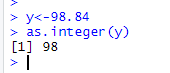 >
> y<-98.84
> as.integer(y)
[1] 98
>